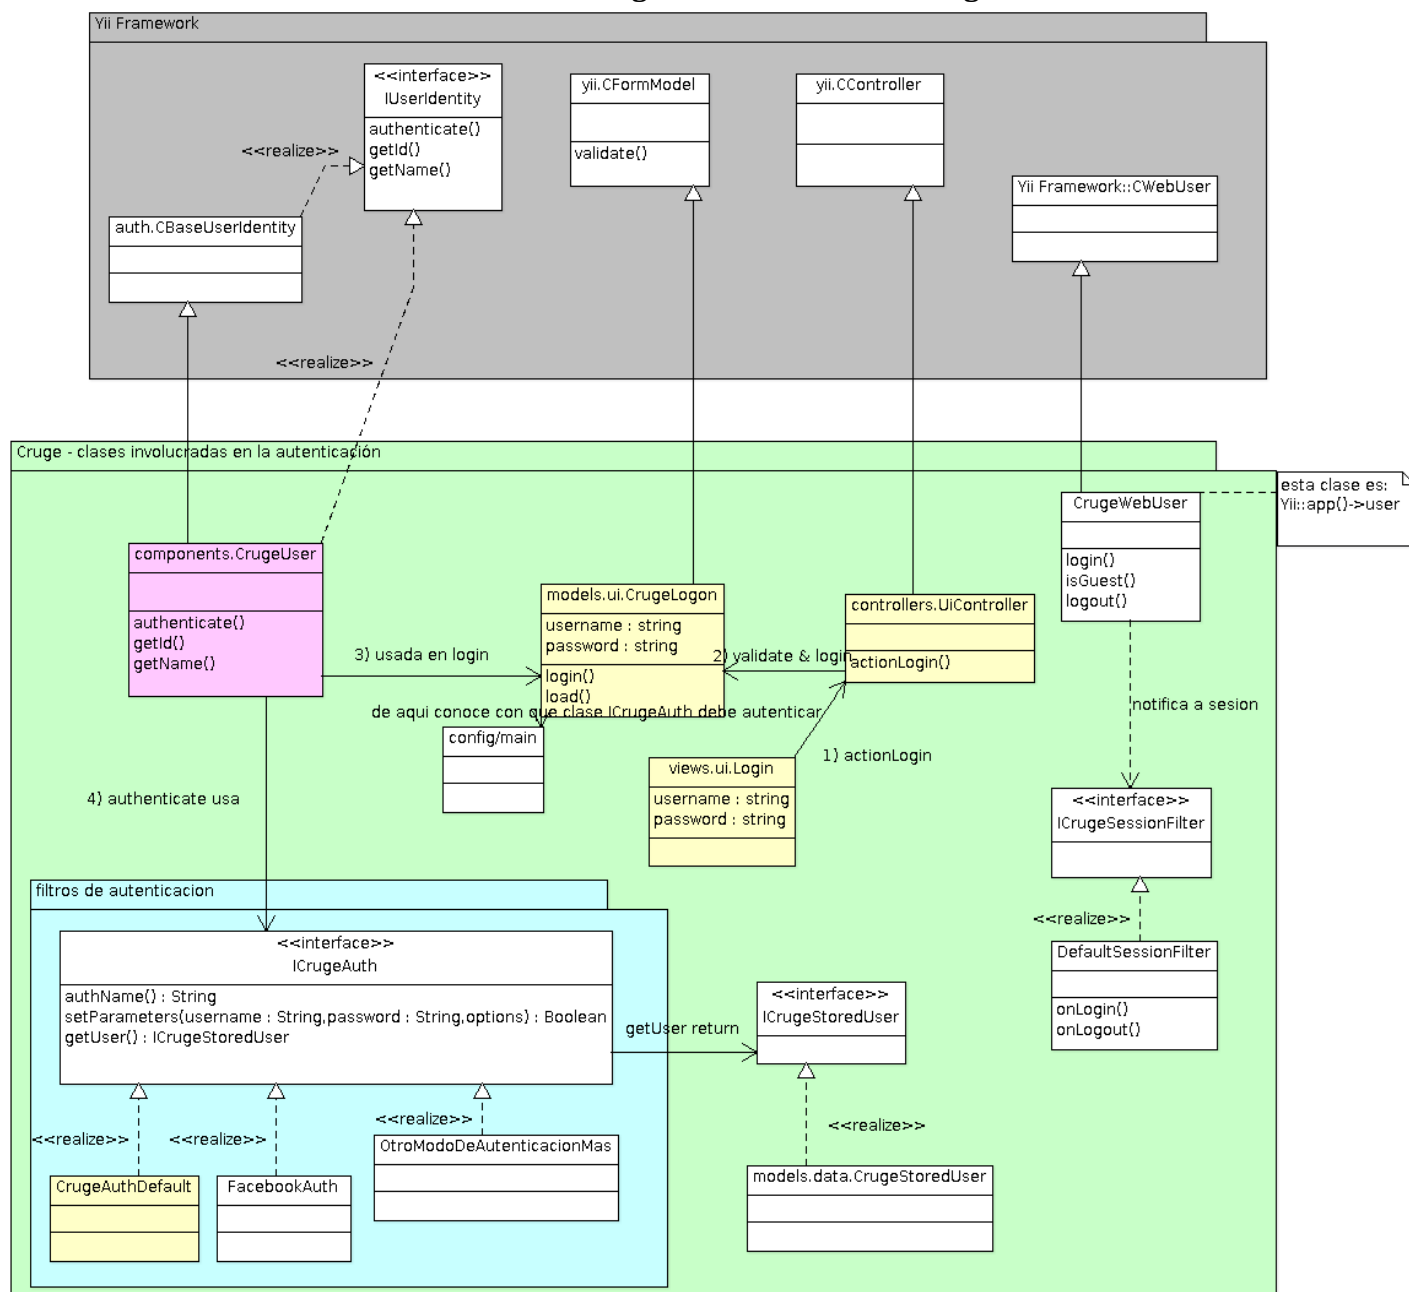 Yii Framework
<<interface>>
IUserIdentity
authenticate()
getId()
getName()
yii.CFormModel
validate()
yii.CController
<<realize>>
Yii Framework::CWebUser
auth.CBaseUserIdentity
<<realize>>
Cruge - clases involucradas en la autenticación
esta clase es:
Yii::app()->user
CrugeWebUser
login()
isGuest()
logout()
components.CrugeUser
authenticate()
getId()
getName()
models.ui.CrugeLogon
username : string
password : string
login()
load()
controllers.UiController
actionLogin()
3) usada en login
2) validate & login
de aqui conoce con que clase ICrugeAuth debe autenticar
notifica a sesion
config/main
1) actionLogin
views.ui.Login
username : string
password : string
4) authenticate usa
<<interface>>
ICrugeSessionFilter
filtros de autenticacion
<<realize>>
<<interface>>
ICrugeAuth
authName() : String
setParameters(username : String,password : String,options) : Boolean
getUser() : ICrugeStoredUser
DefaultSessionFilter
onLogin()
onLogout()
<<interface>>
ICrugeStoredUser
getUser return
<<realize>>
<<realize>>
<<realize>>
<<realize>>
OtroModoDeAutenticacionMas
CrugeAuthDefault
FacebookAuth
models.data.CrugeStoredUser